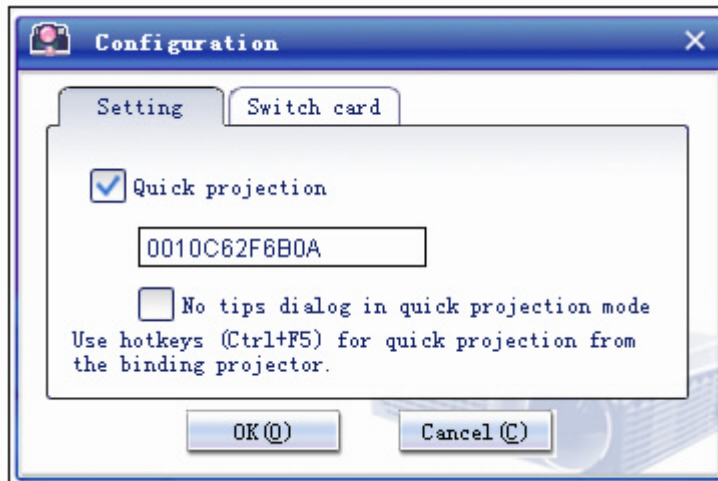 Configuration
Setting
Switch card
Quick projection
0010C62F6B0A
No tips dialog in quick projection mode
Use hotkeys (Ctrl+F5) for quick projection from
the binding projector.
OK(O)
Cancel(C)